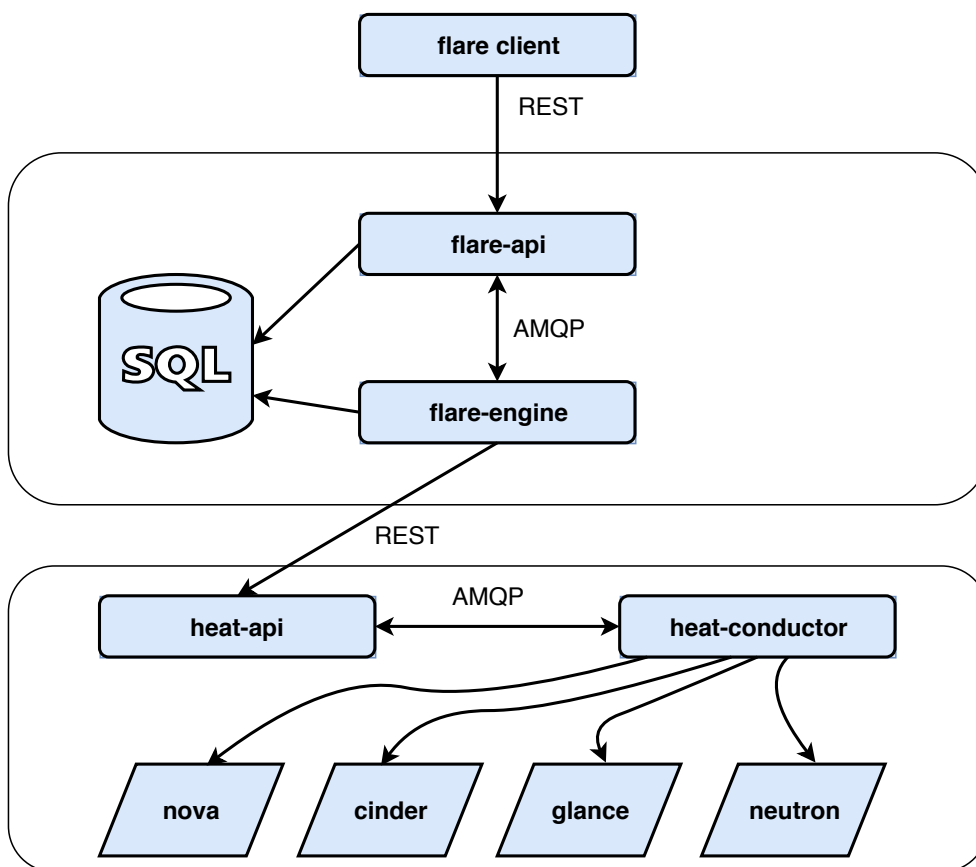 flare client
REST
flare-api
AMQP
SQL
flare-engine
REST
heat-api
AMQP
heat-conductor
nova
cinder
glance
neutron